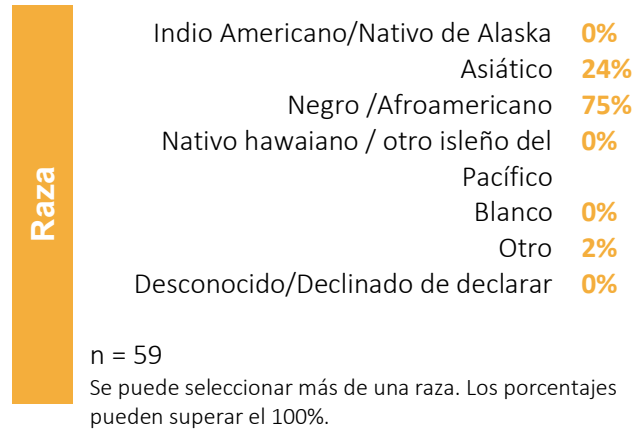 Raza
Indio Americano/Nativo de Alaska 0%
Asiático 24%
Negro /Afroamericano 75%
Nativo hawaiano / otro isleño del 0%
Pacífico
Blanco 0%
Otro 2%
Desconocido/Declinado de declarar 0%
n = 59
Se puede seleccionar más de una raza. Los porcentajes
pueden superar el 100%.